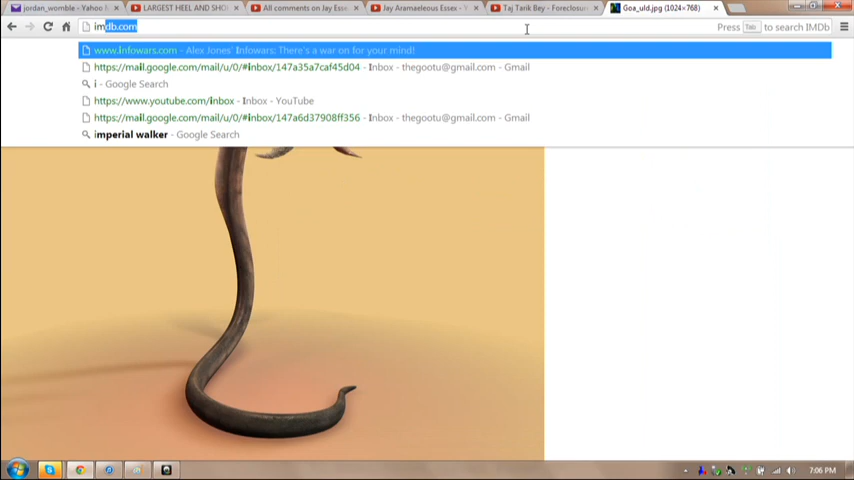 jordan_womble - Yahoo M
LARGEST HEEL AND SHO
All comments on Jay Esse
Jay Aramaeleous Essex - Y
Taj Tarik Bey - Foreclosur
Goa_uld.jpg (1024×768)
imdb.com
Press Tab to search IMDb
www.infowars.com - Alex Jones' Infowars: There's a war on for your mind!
https://mail.google.com/mail/u/0/#inbox/147a35a7caf45d04 - Inbox - thegootu@gmail.com - Gmail
i - Google Search
https://www.youtube.com/inbox - Inbox - YouTube
https://mail.google.com/mail/u/0/#inbox/147a6d37908ff356 - Inbox - thegootu@gmail.com - Gmail
imperial walker - Google Search
7:06 PM